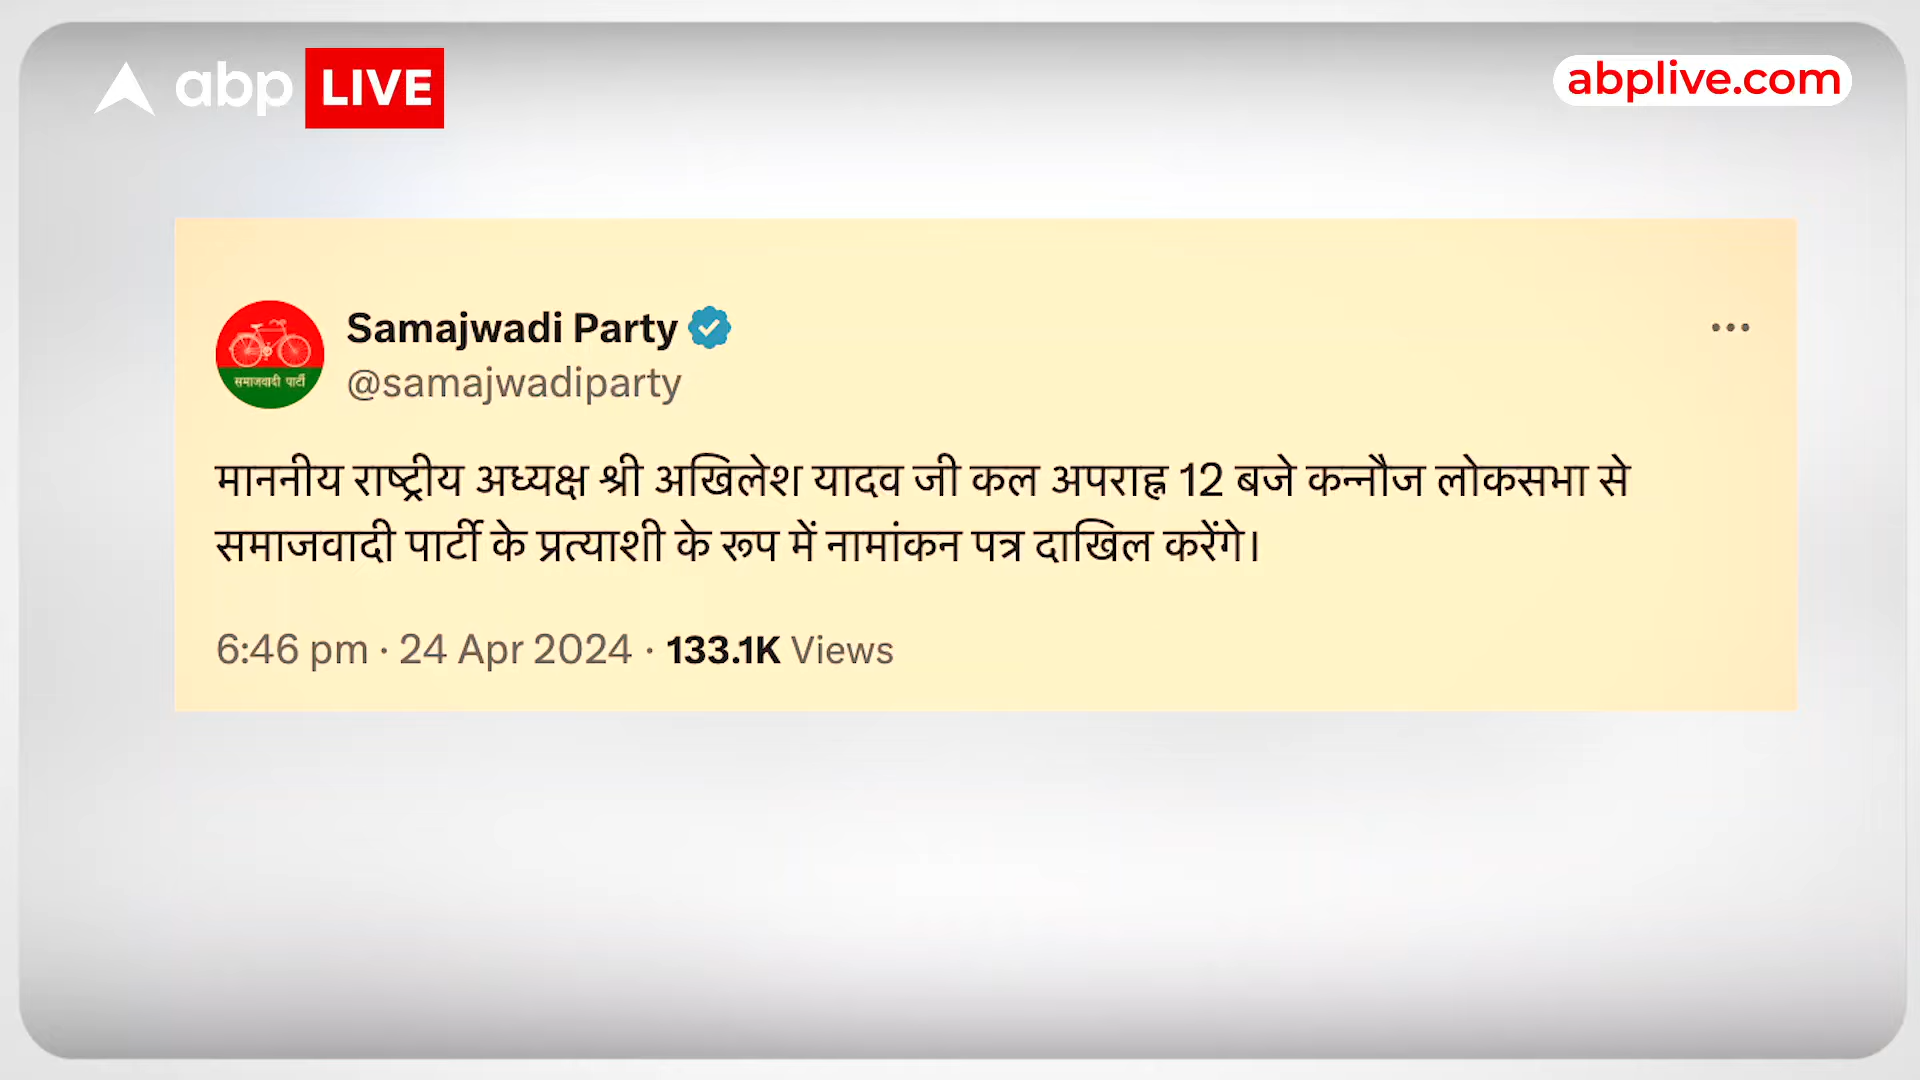 abp LIVE
abplive.com
Samajwadi Party
@samajwadiparty
समाजवादी पार्टी
माननीय राष्ट्रीय अध्यक्ष श्री अखिलेश यादव जी कल अपराह्न 12 बजे कन्नौज लोकसभा से
समाजवादी पार्टी के प्रत्याशी के रूप में नामांकन पत्र दाखिल करेंगे।
6:46 pm · 24 Apr 2024 · 133.1K Views